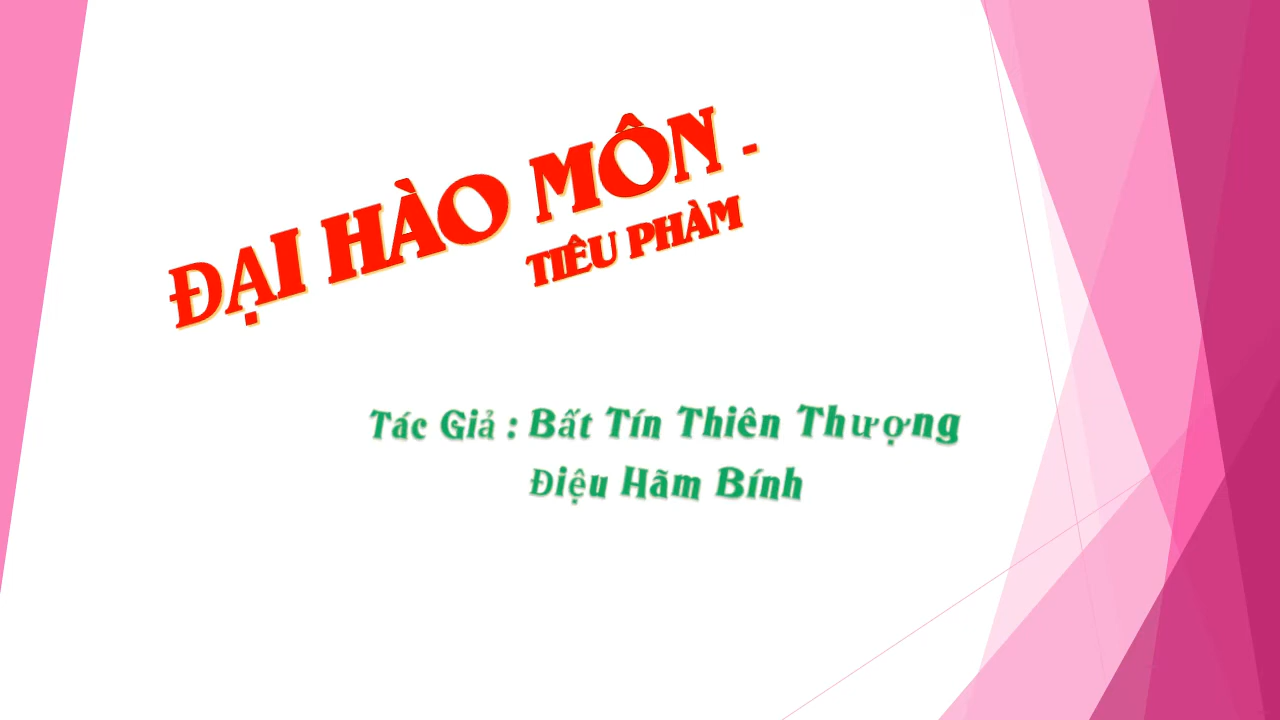 ĐẠI HÀO MÔN -
TIÊU PHÀM
Tác Giả : Bất Tín Thiên Thượng
Điệu Hãm Bính